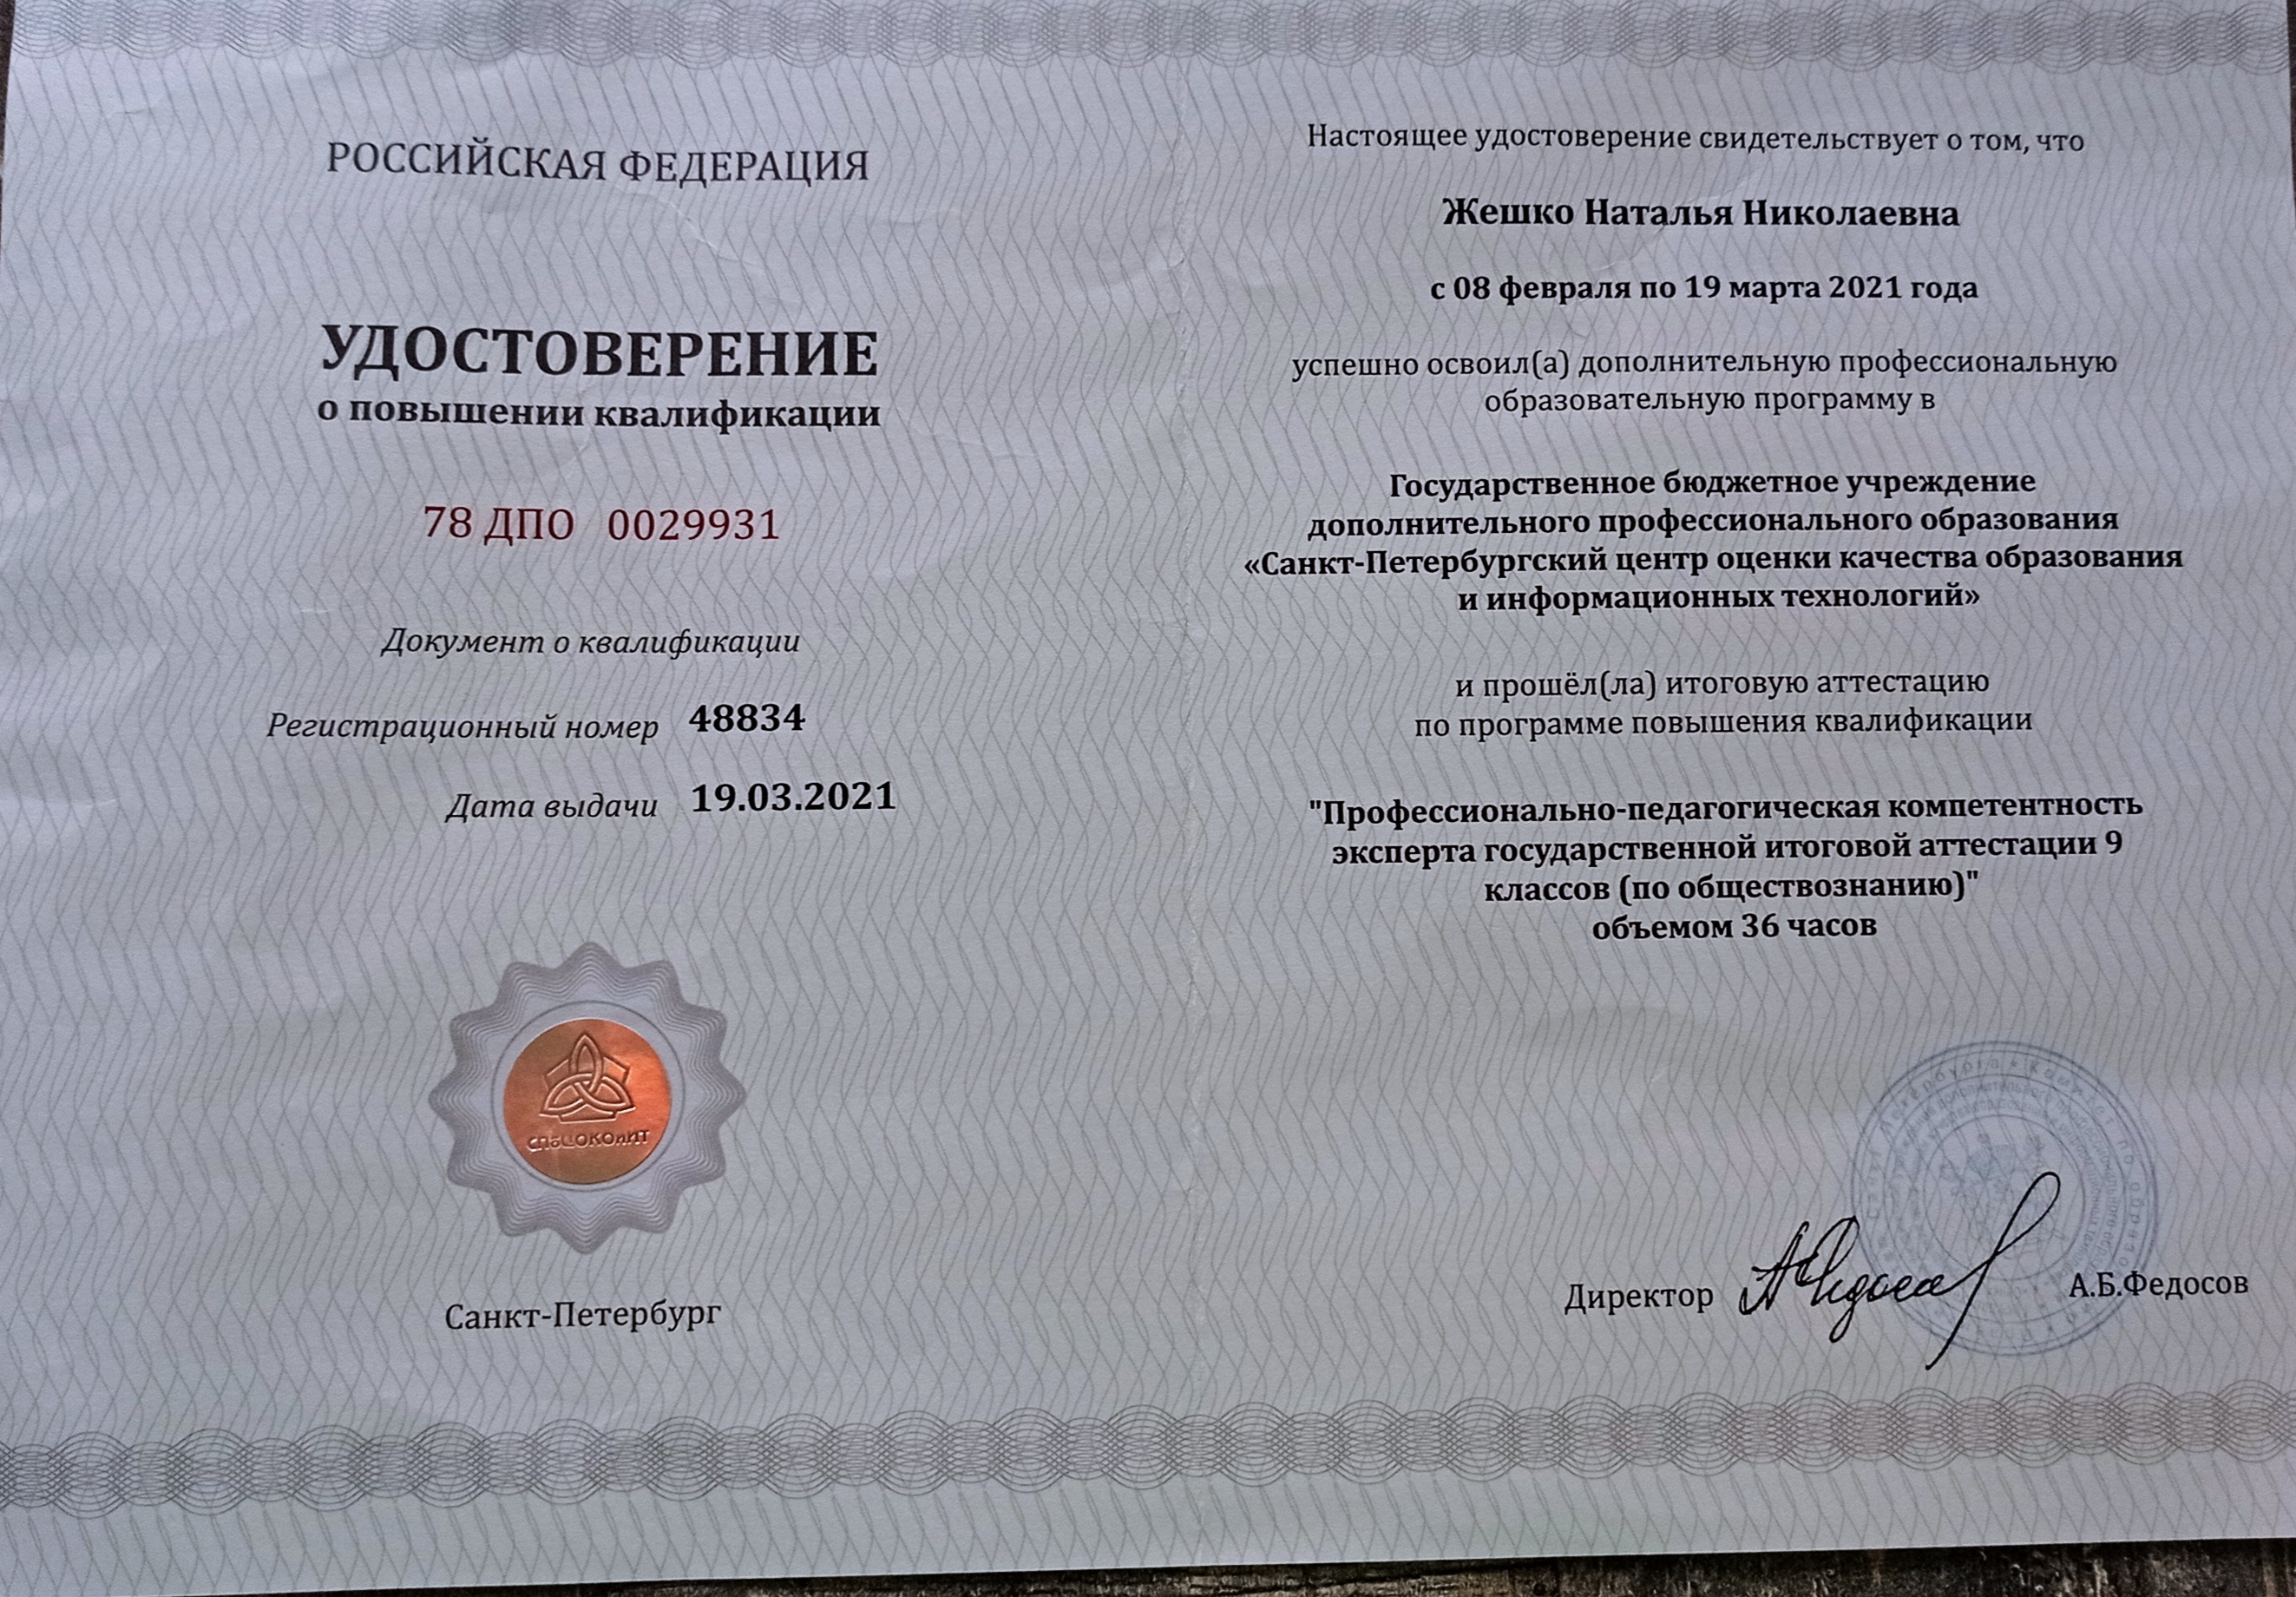 РОССИЙСКАЯ ФЕДЕРАЦИЯ
УДОСТОВЕРЕНИЕ
о повышении квалификации
78 ДПО 0029931
Документ о квалификации
Регистрационный номер 48834
Дата выдачи 19.03.2021
СПбЦОКОиИТ
Санкт-Петербург
Настоящее удостоверение свидетельствует о том, что
Жешко Наталья Николаевна
с 08 февраля по 19 марта 2021 года
успешно освоил(а) дополнительную профессиональную
образовательную программу в
Государственное бюджетное учреждение
дополнительного профессионального образования
«Санкт-Петербургский центр оценки качества образования
и информационных технологий»
и прошёл(ла) итоговую аттестацию
по программе повышения квалификации
"Профессионально-педагогическая компетентность
эксперта государственной итоговой аттестации 9
классов (по обществознанию)"
объемом 36 часов
Директор
А.Б.Федосов